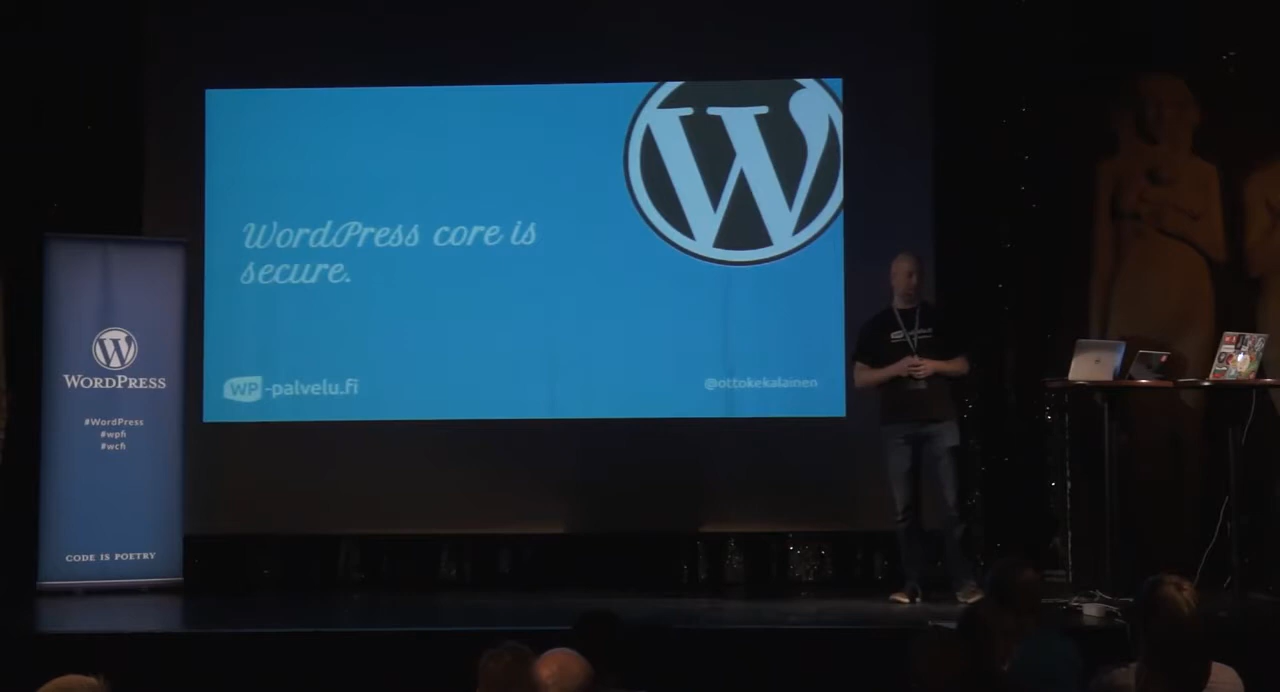 WORDPRESS
#WordPress
#wpfi
#wcfi
CODE IS POETRY
WordPress core is
secure.
WP-palvelu.fi
@ottokekalainen